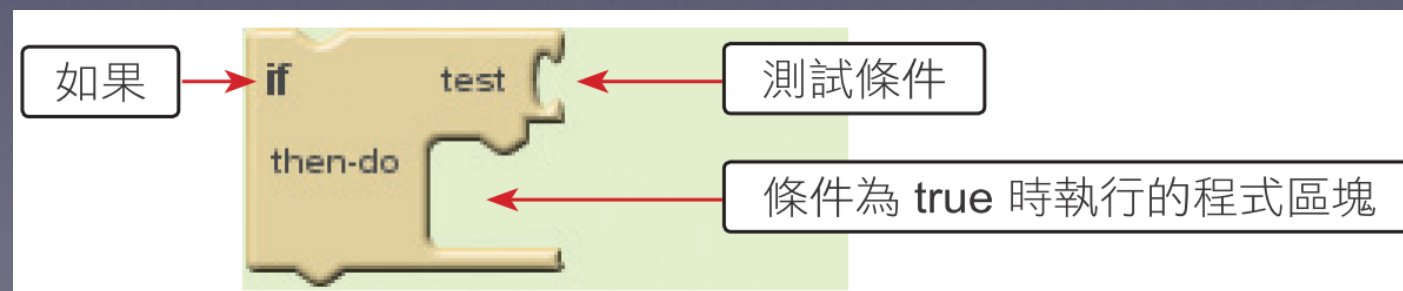 如果
if
test
測試條件
then-do
條件為 true 時執行的程式區塊